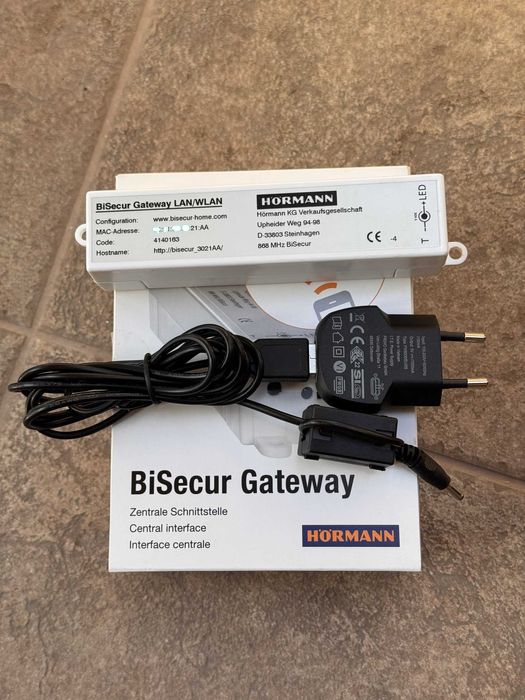 BiSecur Gateway LAN/WLAN
Configuration: www.bisecur-home.com
MAC-Adresse: 21:AA
Code: 4140163
Hostname: http://bisecur_3021AA/
HÖRMANN
Hörmann KG Verkaufsgesellschaft
Upheider Weg 94-98
D-33803 Steinhagen
868 MHz BiSecur
CE -4
T
LED
BiSecur Gateway
Zentrale Schnittstelle
Central interface
Interface centrale
HÖRMANN